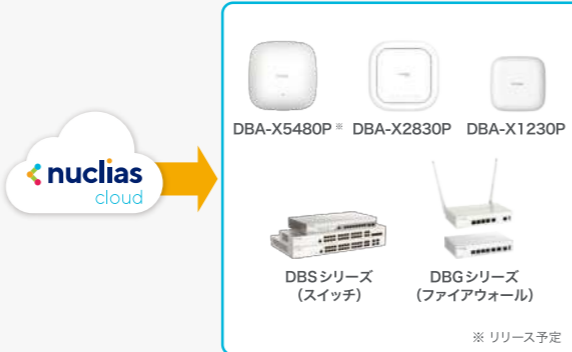 DBA-X5480P※ DBA-X2830P DBA-X1230P
nuclias
cloud
DBSシリーズ
（スイッチ）
DBGシリーズ
（ファイアウォール）
※ リリース予定